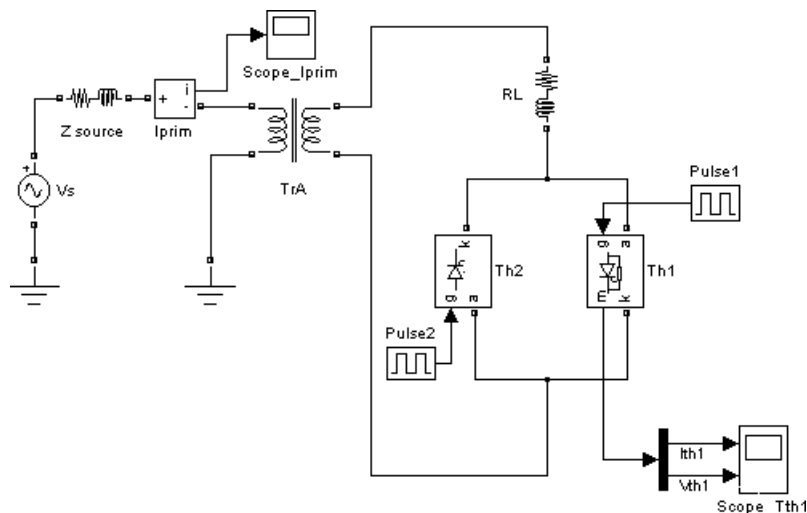 Scope_Iprim
i
+
-
Z source
Iprim
TrA
+
Vs
RL
Pulse1
k
g
a
Th2
g
a
m
k
Th1
Pulse2
Ith1
Vth1
Scope_Tth1